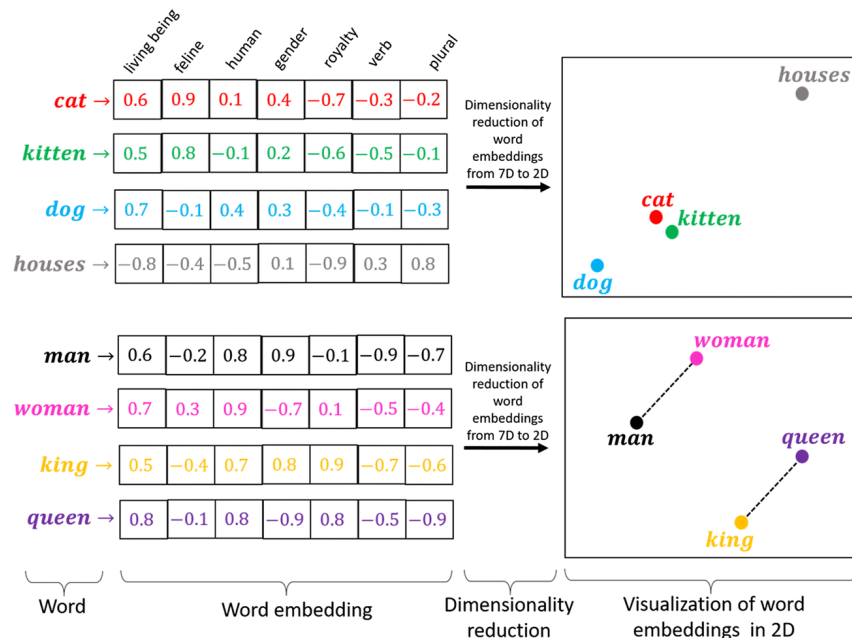 living being feline human gender royalty verb plural
cat → 0.6 0.9 0.1 0.4 −0.7 −0.3 −0.2
kitten → 0.5 0.8 −0.1 0.2 −0.6 −0.5 −0.1
dog → 0.7 −0.1 0.4 0.3 −0.4 −0.1 −0.3
houses → −0.8 −0.4 −0.5 0.1 −0.9 0.3 0.8
Dimensionality
reduction of
word
embeddings
from 7D to 2D
houses
cat
kitten
dog
man → 0.6 −0.2 0.8 0.9 −0.1 −0.9 −0.7
woman → 0.7 0.3 0.9 −0.7 0.1 −0.5 −0.4
king → 0.5 −0.4 0.7 0.8 0.9 −0.7 −0.6
queen → 0.8 −0.1 0.8 −0.9 0.8 −0.5 −0.9
Dimensionality
reduction of
word
embeddings
from 7D to 2D
woman
man
queen
king
Word
Word embedding
Dimensionality
reduction
Visualization of word
embeddings in 2D